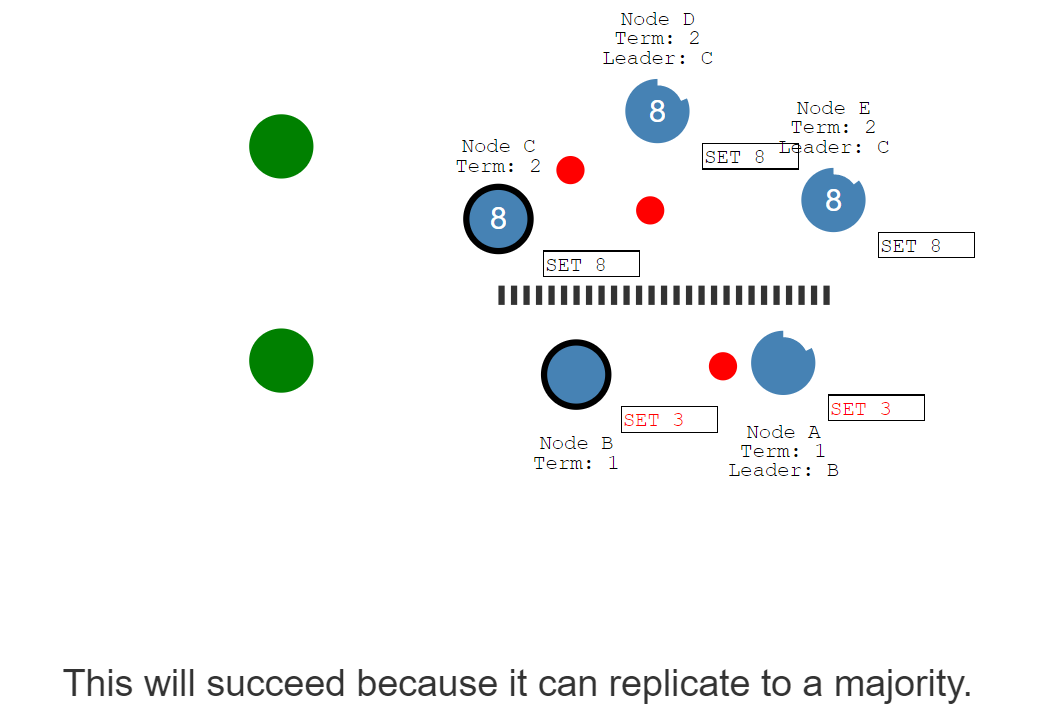 Node D
Term: 2
Leader: C
8
Node E
Term: 2
Leader: C
8
SET 8
Node C
Term: 2
8
SET 8
SET 8
SET 3
Node B
Term: 1
SET 3
Node A
Term: 1
Leader: B
This will succeed because it can replicate to a majority.